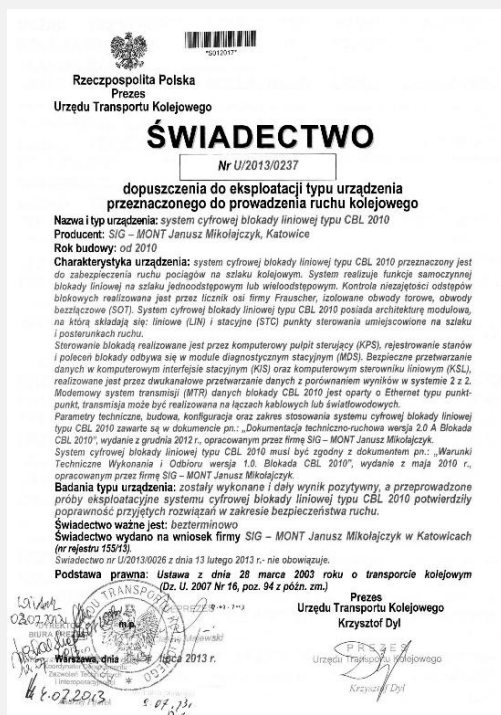 *S012017*
Rzeczpospolita Polska
Prezes
Urzędu Transportu Kolejowego
ŚWIADECTWO
Nr U/2013/0237
dopuszczenia do eksploatacji typu urządzenia
przeznaczonego do prowadzenia ruchu kolejowego
Nazwa i typ urządzenia: system cyfrowej blokady liniowej typu CBL 2010
Producent: SIG – MONT Janusz Mikołajczyk, Katowice
Rok budowy: od 2010
Charakterystyka urządzenia: system cyfrowej blokady liniowej typu CBL 2010 przeznaczony jest
do zabezpieczenia ruchu pociągów na szlaku kolejowym. System realizuje funkcje samoczynnej
blokady liniowej na szlaku jednoodstępowym lub wieloodstępowym. Kontrola niezajętości odstępów
blokowych realizowana jest przez licznik osi firmy Frauscher, izolowane obwody torowe, obwody
bezzłączowe (SOT). System cyfrowej blokady liniowej typu CBL 2010 posiada architekturę modułową,
na którą składają się: liniowe (LIN) i stacyjne (STC) punkty sterowania umiejscowione na szlaku
i posterunkach ruchu.
Sterowanie blokadą realizowane jest przez komputerowy pulpit sterujący (KPS), rejestrowanie stanów
i poleceń blokady odbywa się w module diagnostycznym stacyjnym (MDS). Bezpieczne przetwarzanie
danych w komputerowym interfejsie stacyjnym (KIS) oraz komputerowym sterowniku liniowym (KSL),
realizowane jest przez dwukanałowe przetwarzanie danych z porównaniem wyników w systemie 2 z 2.
Modemowy system transmisji (MTR) danych blokady CBL 2010 jest oparty o Ethernet typu punkt-
punkt, transmisja może być realizowana na łączach kablowych lub światłowodowych.
Parametry techniczne, budowa, konfiguracja oraz zakres stosowania systemu cyfrowej blokady liniowej
typu CBL 2010 zawarte są w dokumencie pn.: „Dokumentacja techniczno-ruchowa wersja 2.0 A Blokada
CBL 2010”, wydanie z grudnia 2012 r., opracowanym przez firmę SIG – MONT Janusz Mikołajczyk.
System cyfrowej blokady liniowej typu CBL 2010 musi być zgodny z dokumentem pn.: „Warunki
Techniczne Wykonania i Odbioru wersja 1.0. Blokada CBL 2010”, wydanie z maja 2010 r.,
opracowanym przez firmę SIG – MONT Janusz Mikołajczyk.
Badania typu urządzenia: zostały wykonane i dały wynik pozytywny, a przeprowadzone
próby eksploatacyjne systemu cyfrowej blokady liniowej typu CBL 2010 potwierdziły
poprawność przyjętych rozwiązań w zakresie bezpieczeństwa ruchu.
Świadectwo ważne jest: bezterminowo
Świadectwo wydano na wniosek firmy SIG – MONT Janusz Mikołajczyk w Katowicach
(nr rejestru 155/13).
Świadectwo nr U/2013/0026 z dnia 13 lutego 2013 r.- nie obowiązuje.
Podstawa prawna: Ustawa z dnia 28 marca 2003 roku o transporcie kolejowym
(Dz. U. 2007 Nr 16, poz. 94 z późn. zm.)
Prezes
Urzędu Transportu Kolejowego
Krzysztof Dyl
m.p.
Warszawa, dnia lipca 2013 r.
PREZES
Urzędu Transportu Kolejowego
Krzysztof Dyl